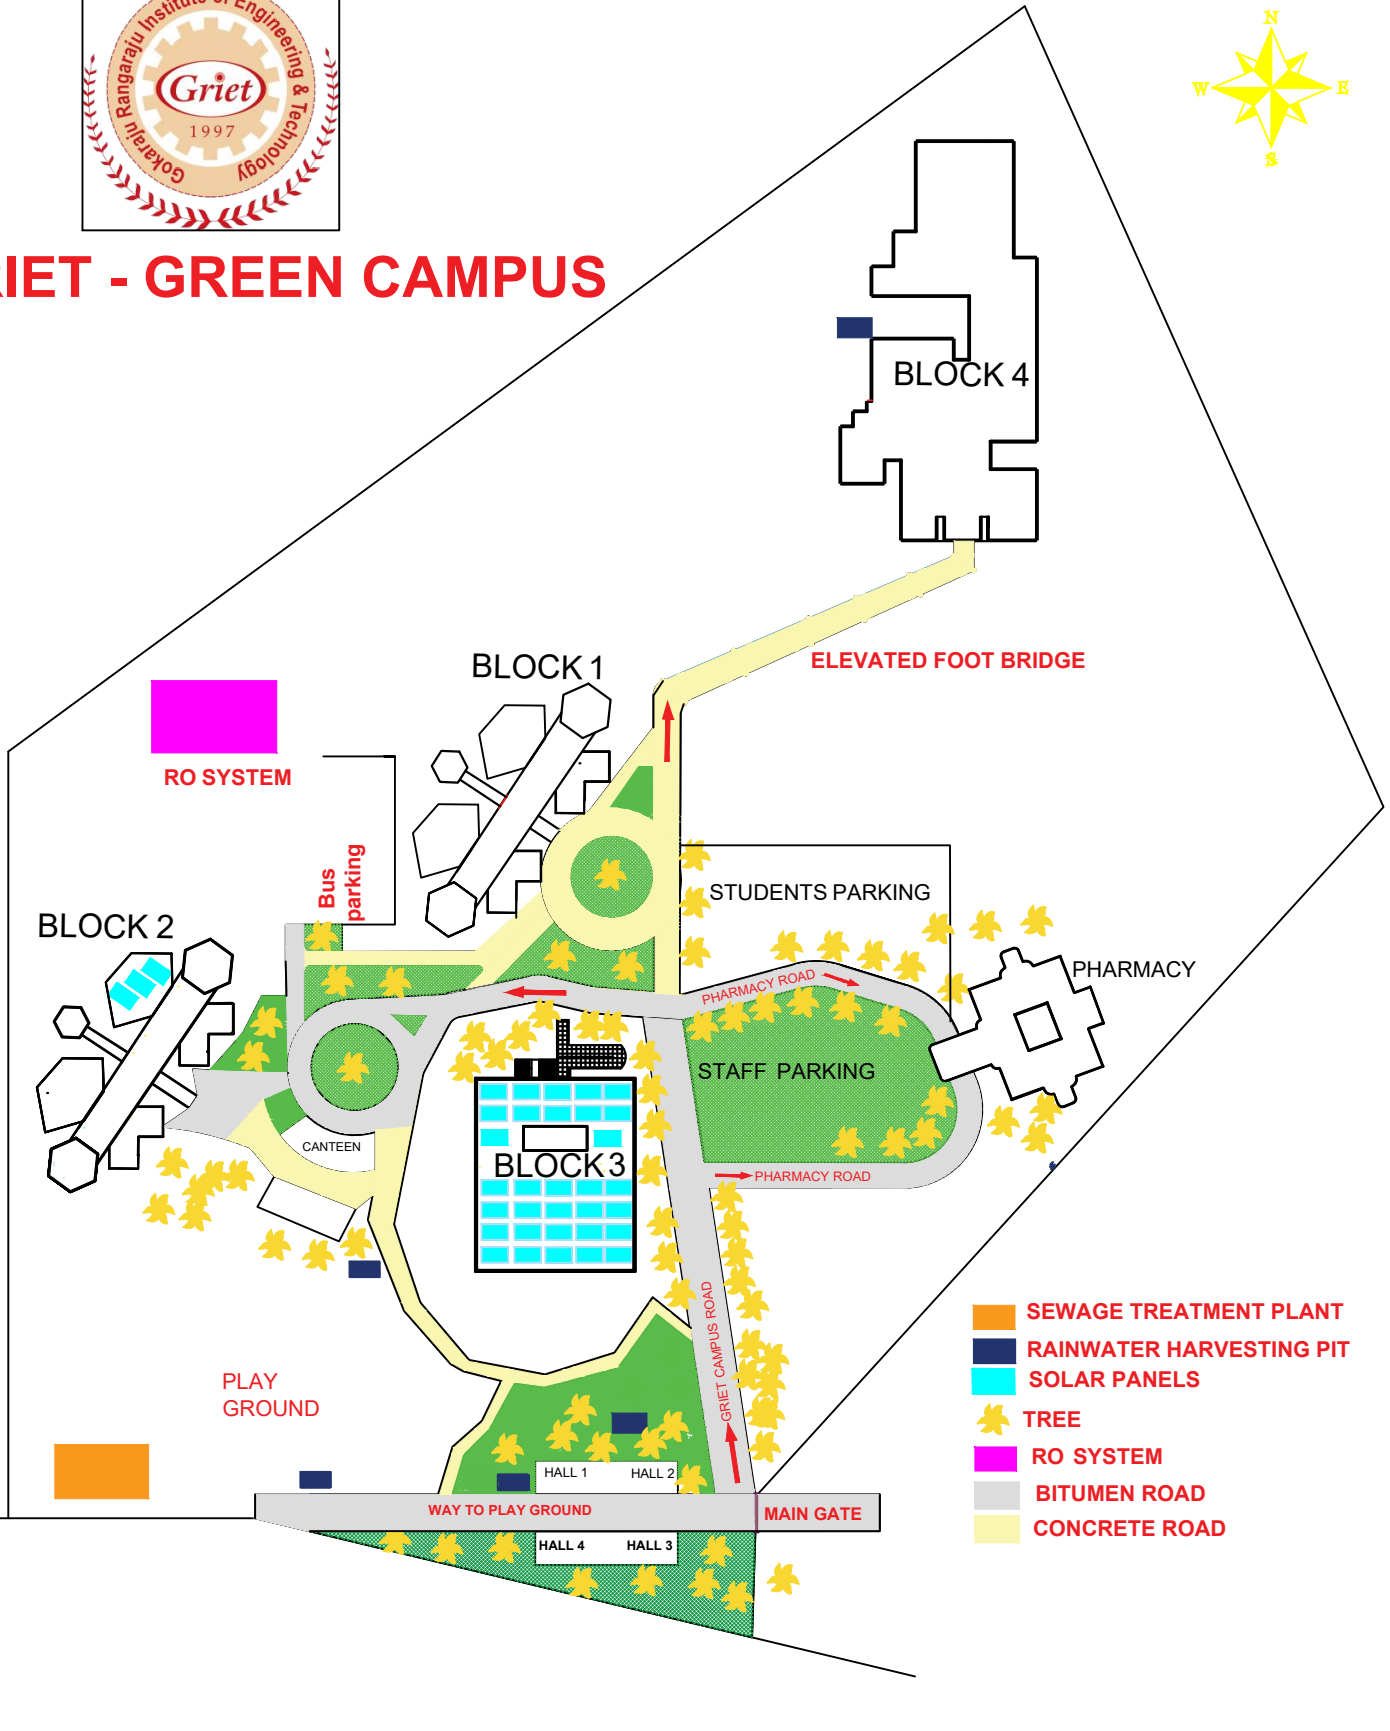 Gokaraju Rangaraju Institute of Engineering & Technology
Griet
1997
N
W E
S
RIET - GREEN CAMPUS
BLOCK 4
ELEVATED FOOT BRIDGE
BLOCK 1
RO SYSTEM
Bus
parking
STUDENTS PARKING
BLOCK 2
PHARMACY
PHARMACY ROAD
STAFF PARKING
CANTEEN
BLOCK 3
PHARMACY ROAD
GRIET CAMPUS ROAD
PLAY
GROUND
HALL 1 HALL 2
WAY TO PLAY GROUND
MAIN GATE
HALL 4 HALL 3
SEWAGE TREATMENT PLANT
RAINWATER HARVESTING PIT
SOLAR PANELS
TREE
RO SYSTEM
BITUMEN ROAD
CONCRETE ROAD